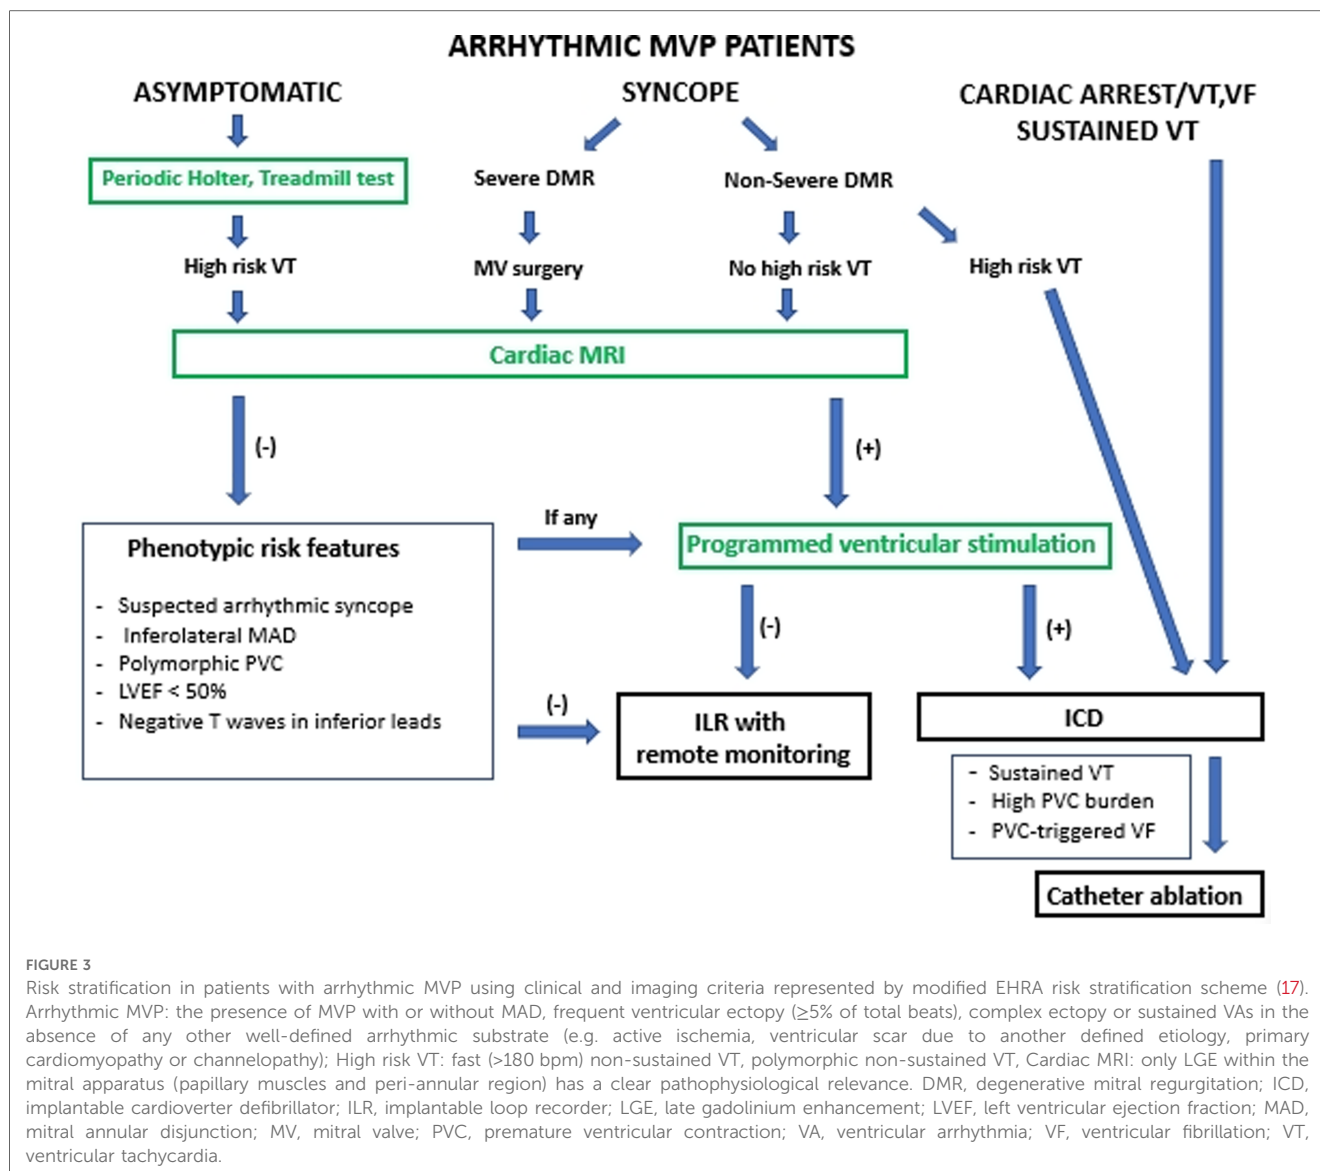 ARRHYTHMIC MVP PATIENTS
ASYMPTOMATIC
SYNCOPE
CARDIAC ARREST/VT,VF
SUSTAINED VT
Periodic Holter, Treadmill test
Severe DMR
Non-Severe DMR
High risk VT
MV surgery
No high risk VT
High risk VT
Cardiac MRI
(-)
(+)
Phenotypic risk features
- Suspected arrhythmic syncope
- Inferolateral MAD
- Polymorphic PVC
- LVEF < 50%
- Negative T waves in inferior leads
If any
Programmed ventricular stimulation
(-)
(+)
(-)
ILR with
remote monitoring
ICD
- Sustained VT
- High PVC burden
- PVC-triggered VF
Catheter ablation
FIGURE 3
Risk stratification in patients with arrhythmic MVP using clinical and imaging criteria represented by modified EHRA risk stratification scheme (17).
Arrhythmic MVP: the presence of MVP with or without MAD, frequent ventricular ectopy (≥5% of total beats), complex ectopy or sustained VAs in the
absence of any other well-defined arrhythmic substrate (e.g. active ischemia, ventricular scar due to another defined etiology, primary
cardiomyopathy or channelopathy); High risk VT: fast (>180 bpm) non-sustained VT, polymorphic non-sustained VT, Cardiac MRI: only LGE within the
mitral apparatus (papillary muscles and peri-annular region) has a clear pathophysiological relevance. DMR, degenerative mitral regurgitation; ICD,
implantable cardioverter defibrillator; ILR, implantable loop recorder; LGE, late gadolinium enhancement; LVEF, left ventricular ejection fraction; MAD,
mitral annular disjunction; MV, mitral valve; PVC, premature ventricular contraction; VA, ventricular arrhythmia; VF, ventricular fibrillation; VT,
ventricular tachycardia.